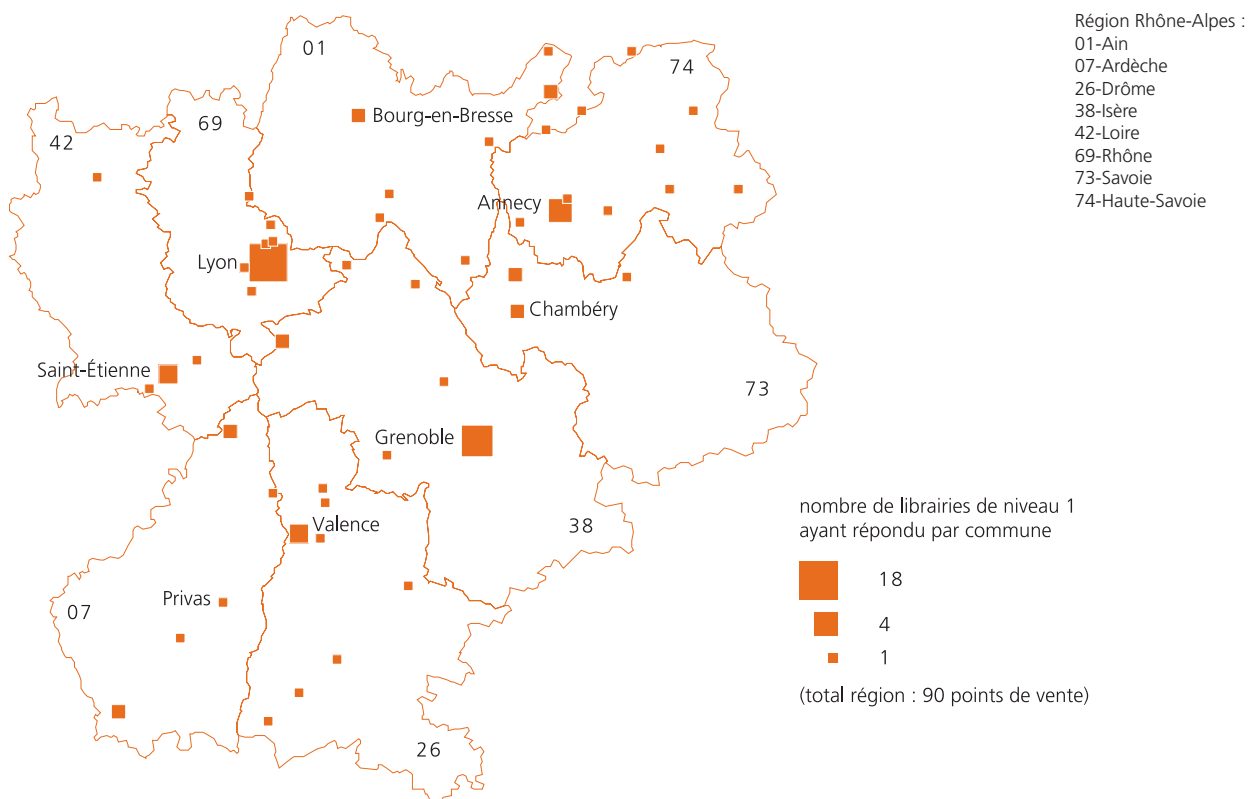 01
74
Bourg-en-Bresse
69
42
Annecy
Lyon
Chambéry
Saint-Étienne
73
Grenoble
Valence
38
Privas
07
26
Région Rhône-Alpes :
01-Ain
07-Ardèche
26-Drôme
38-Isère
42-Loire
69-Rhône
73-Savoie
74-Haute-Savoie
nombre de librairies de niveau 1
ayant répondu par commune
18
4
1
(total région : 90 points de vente)